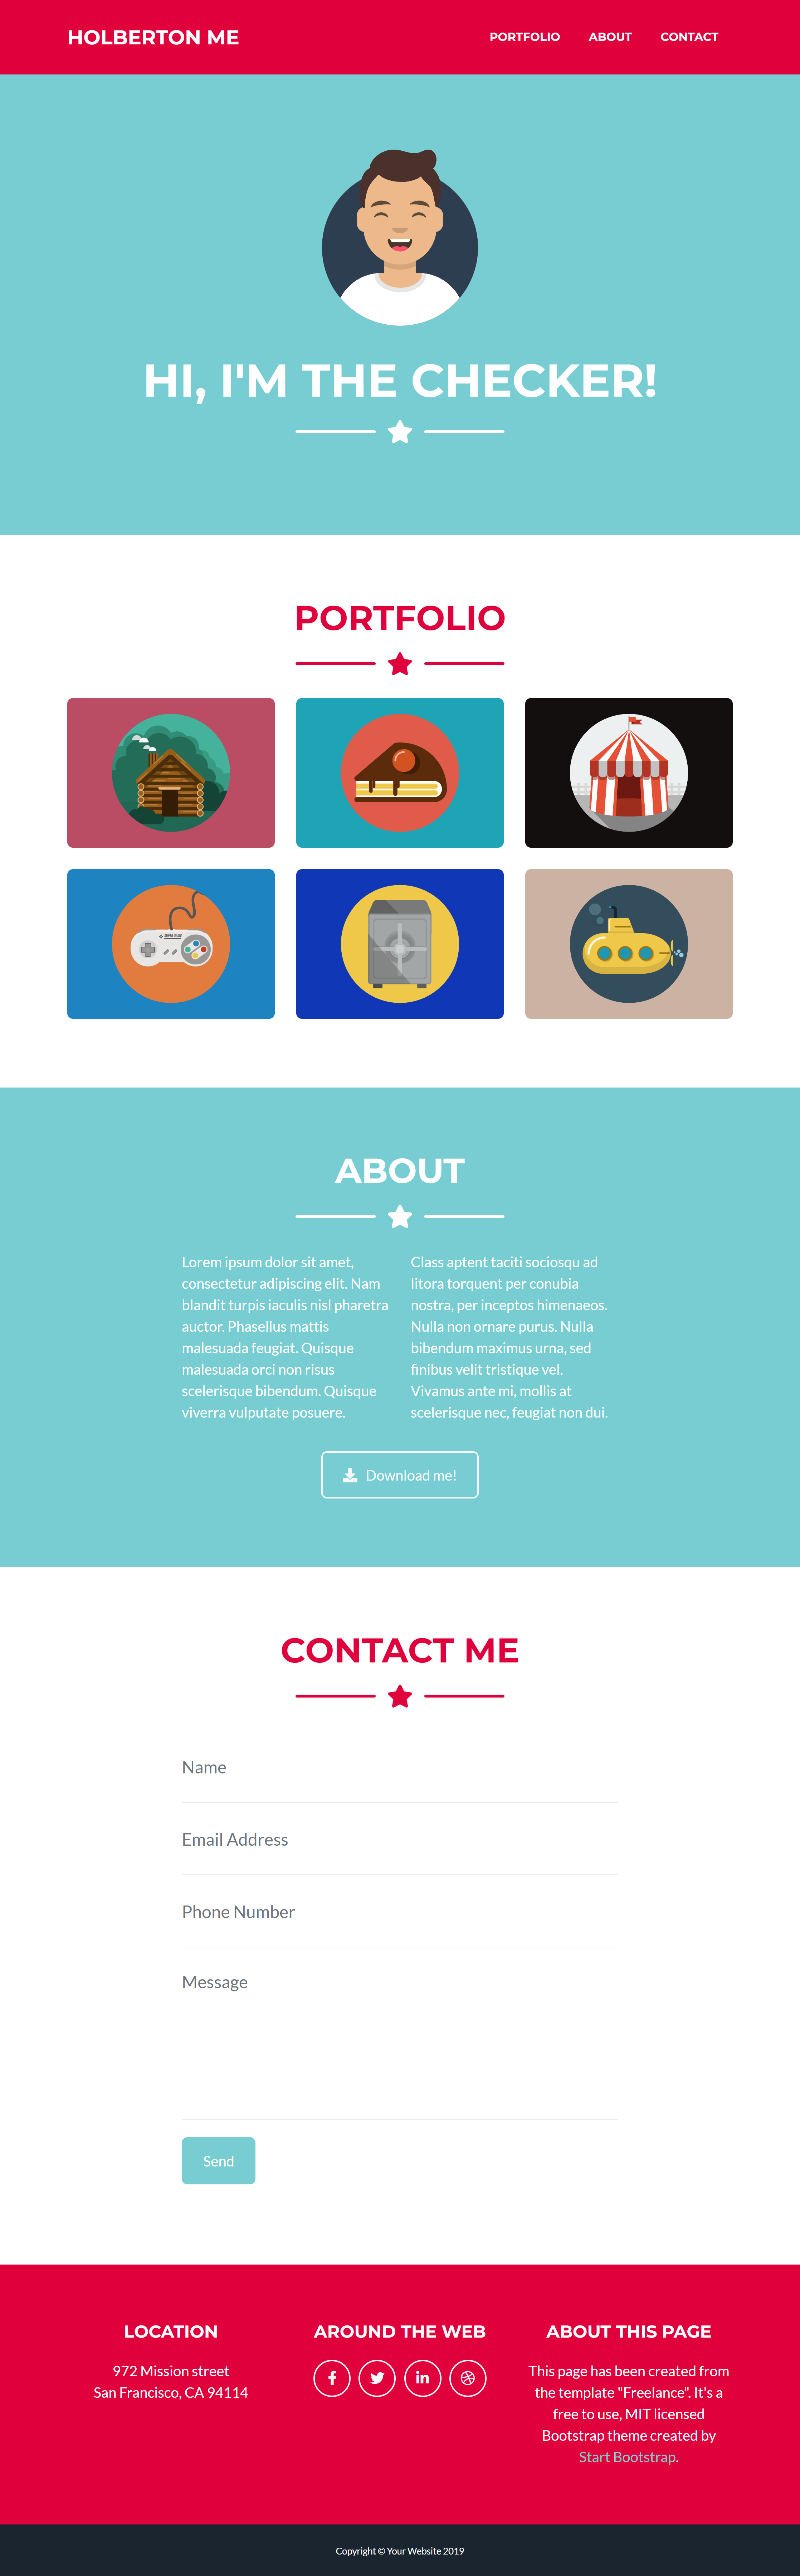 HOLBERTON ME
PORTFOLIO
ABOUT
CONTACT
HI, I'M THE CHECKER!
PORTFOLIO
ABOUT
Lorem ipsum dolor sit amet,
consectetur adipiscing elit. Nam
blandit turpis iaculis nisl pharetra
auctor. Phasellus mattis
malesuada feugiat. Quisque
malesuada orci non risus
scelerisque bibendum. Quisque
viverra vulputate posuere.
Class aptent taciti sociosqu ad
litora torquent per conubia
nostra, per inceptos himenaeos.
Nulla non ornare purus. Nulla
bibendum maximus urna, sed
finibus velit tristique vel.
Vivamus ante mi, mollis at
scelerisque nec, feugiat non dui.
Download me!
CONTACT ME
Name
Email Address
Phone Number
Message
Send
LOCATION
972 Mission street
San Francisco, CA 94114
AROUND THE WEB
ABOUT THIS PAGE
This page has been created from
the template "Freelance". It's a
free to use, MIT licensed
Bootstrap theme created by
Start Bootstrap.
Copyright © Your Website 2019